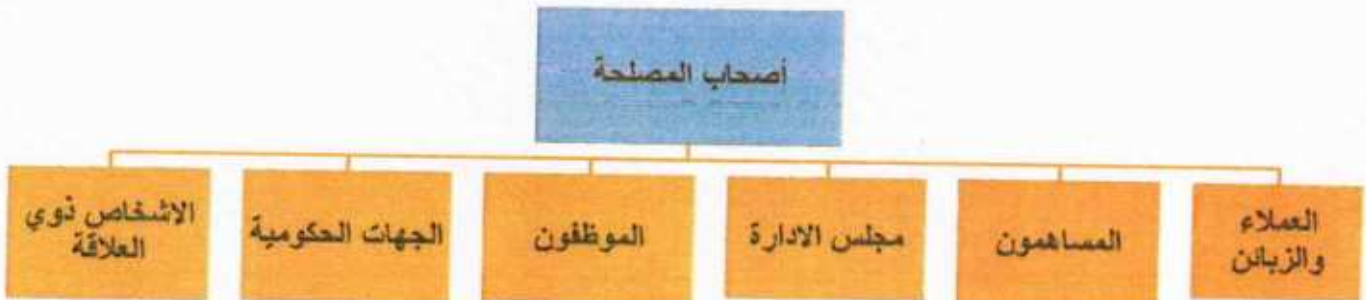 أصحاب المصلحة
العملاء
والزبائن
المساهمون
مجلس الادارة
الموظفون
الجهات الحكومية
الاشخاص ذوي
العلاقة